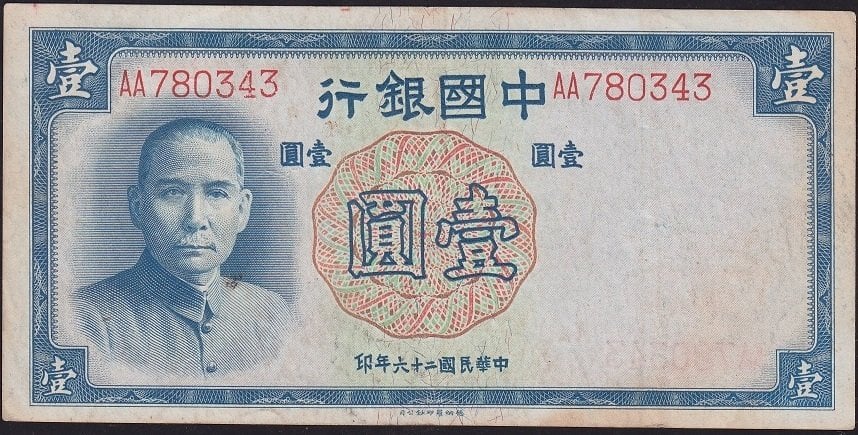 壹
壹
AA780343
中國銀行
AA780343
壹圓
壹圓
壹圓
中華民國二十六年印
壹
壹